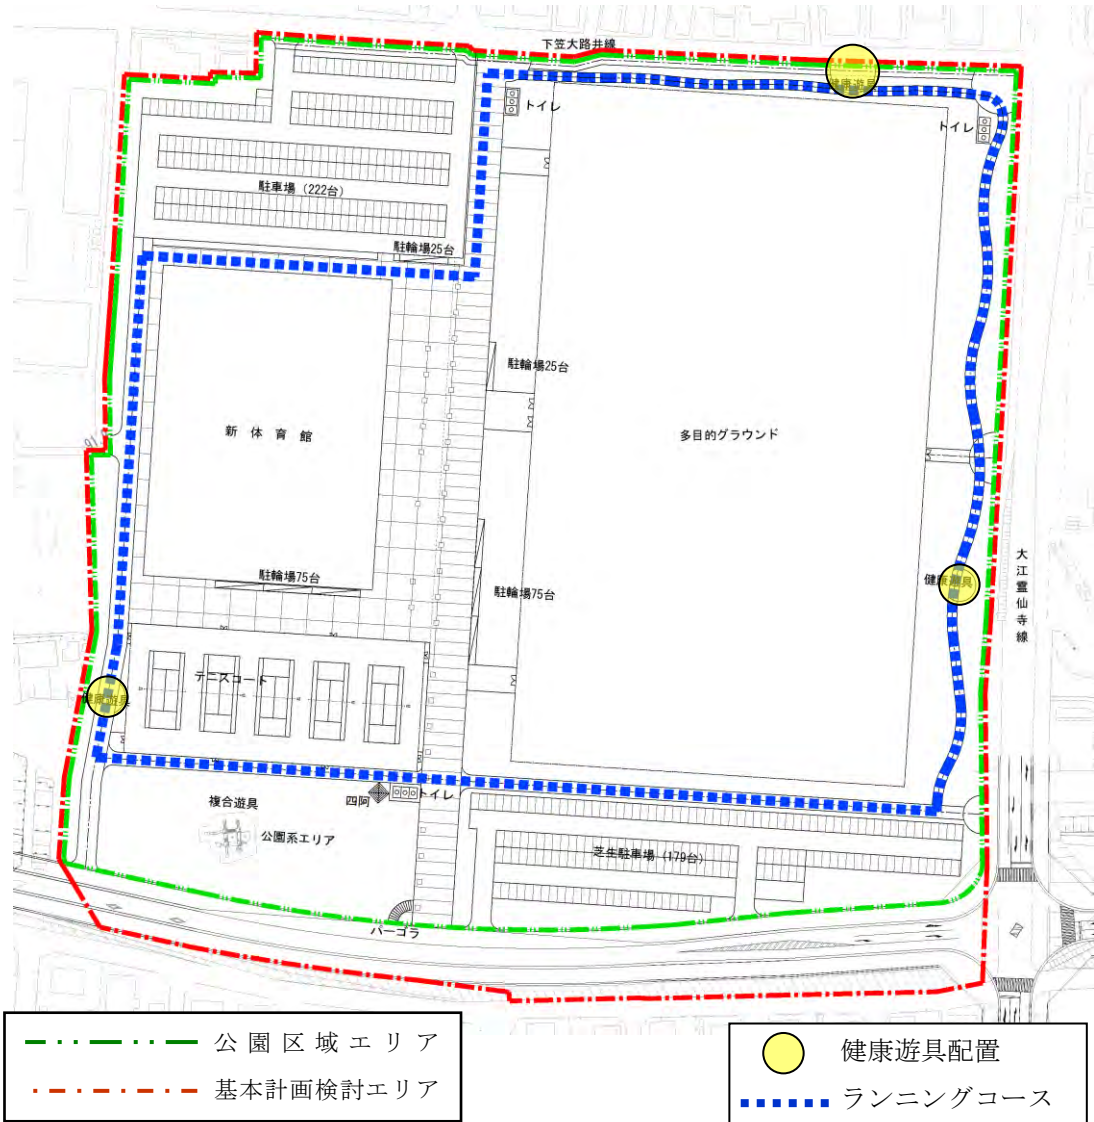 下笠大路井線
健康遊具
トイレ
トイレ
駐車場（222台）
駐輪場25台
駐輪場25台
新体育館
多目的グラウンド
駐輪場75台
駐輪場75台
健康遊具
大江霊仙寺線
テニスコート
健康遊具
複合遊具
四阿
トイレ
公園系エリア
芝生駐車場（179台）
パーゴラ
公園区域エリア
基本計画検討エリア
健康遊具配置
ランニングコース